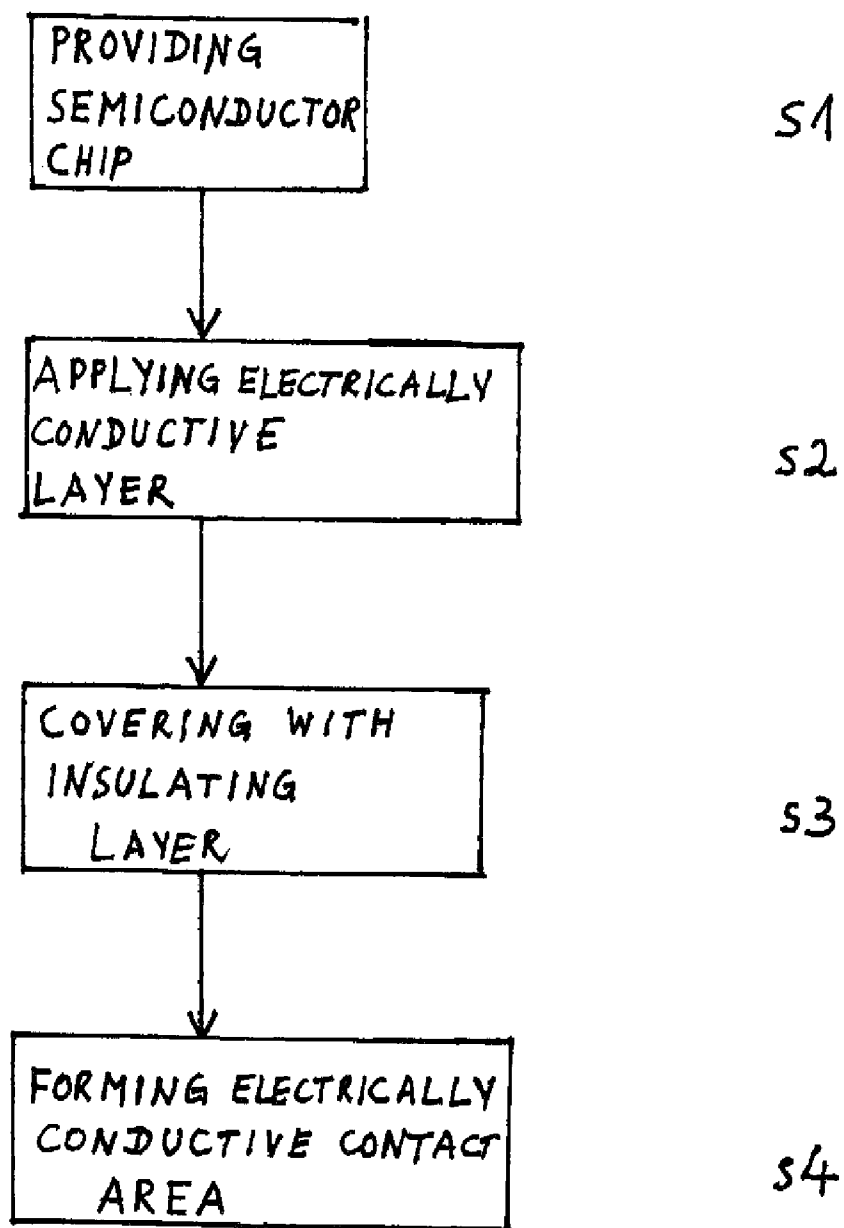 PROVIDING
SEMICONDUCTOR
CHIP
S1
APPLYING ELECTRICALLY
CONDUCTIVE
LAYER
S2
COVERING WITH
INSULATING
LAYER
S3
FORMING ELECTRICALLY
CONDUCTIVE CONTACT
AREA
S4